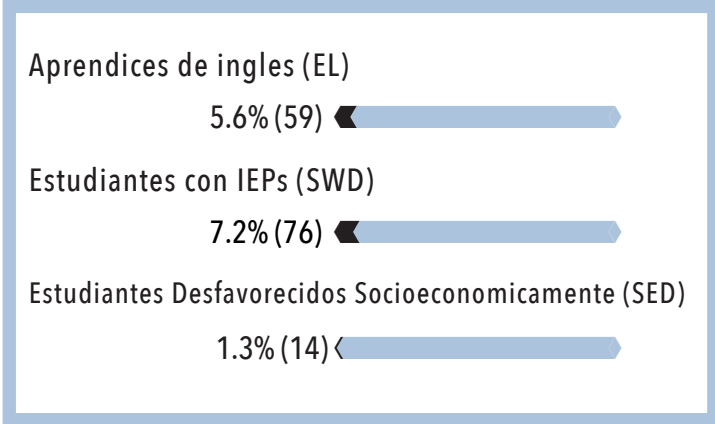 Aprendices de ingles (EL)
5.6% (59)
Estudiantes con IEPs (SWD)
7.2% (76)
Estudiantes Desfavorecidos Socioeconomicamente (SED)
1.3% (14)